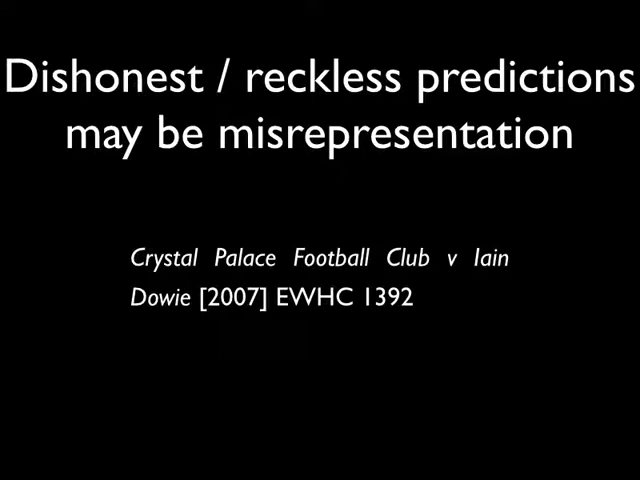 Dishonest / reckless predictions
may be misrepresentation
Crystal Palace Football Club v Iain
Dowie [2007] EWHC 1392